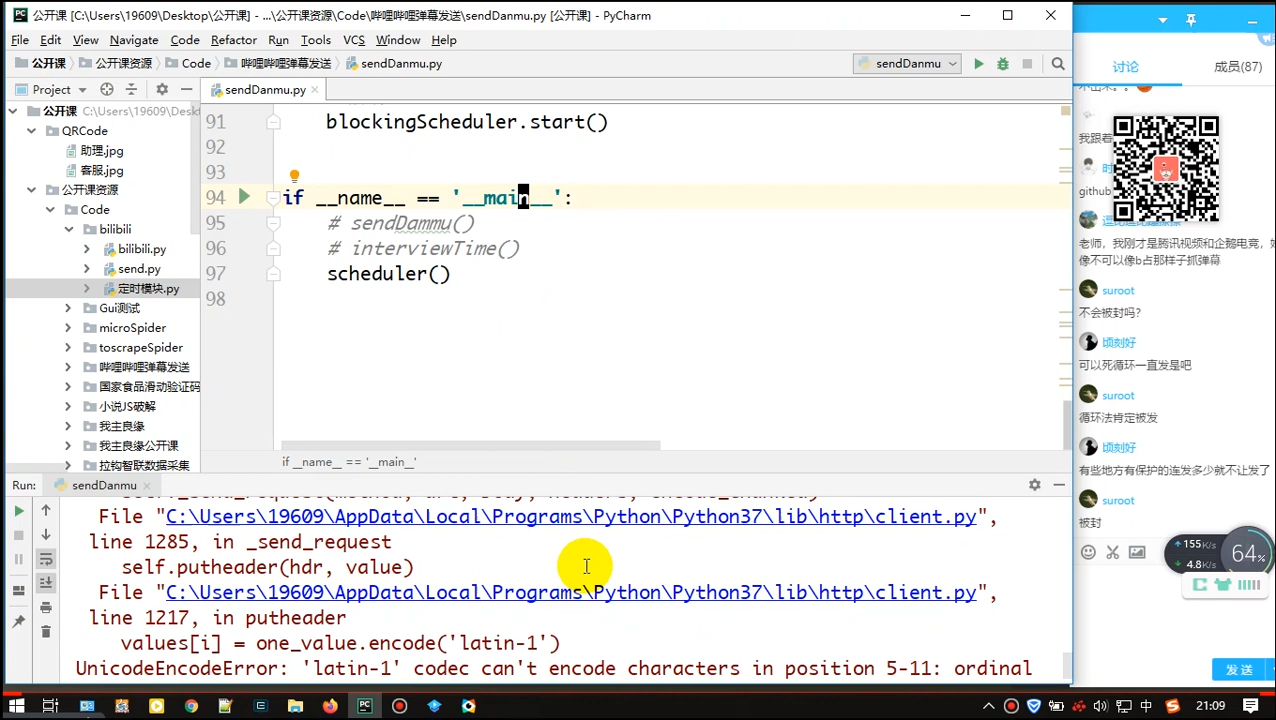 公开课 [C:\Users\19609\Desktop\公开课] - ...\公开课资源\Code\哔哩哔哩弹幕发送\sendDanmu.py [公开课] - PyCharm
File Edit View Navigate Code Refactor Run Tools VCS Window Help
公开课 公开课资源 Code 哔哩哔哩弹幕发送 sendDanmu.py
sendDanmu
Project
sendDanmu.py
公开课 C:\Users\19609\Deskt
QRCode
助理.jpg
客服.jpg
公开课资源
Code
bilibili
bilibili.py
send.py
定时模块.py
Gui测试
microSpider
toscrapeSpider
哔哩哔哩弹幕发送
国家食品滑动验证码
小说JS破解
我主良缘
我主良缘公开课
拉钩智联数据采集
91 blockingScheduler.start()
92
93
94 if __name__ == '__main__':
95 # sendDammu()
96 # interviewTime()
97 scheduler()
98
if __name__ == '__main__'
Run: sendDanmu
File "C:\Users\19609\AppData\Local\Programs\Python\Python37\lib\http\client.py",
line 1285, in _send_request
self.putheader(hdr, value)
File "C:\Users\19609\AppData\Local\Programs\Python\Python37\lib\http\client.py",
line 1217, in putheader
values[i] = one_value.encode('latin-1')
UnicodeEncodeError: 'latin-1' codec can't encode characters in position 5-11: ordinal
讨论 成员(87)
我跟着
github
老师，我刚才是腾讯视频和企鹅电竞，好
像不可以像b占那样子抓弹幕
suroot
不会被封吗?
顷刻好
可以死循环一直发是吧
suroot
循环法肯定被发
顷刻好
有些地方有保护的连发多少就不让发了
suroot
被封
155K/s
4.8K/s
64%
发送
中
21:09